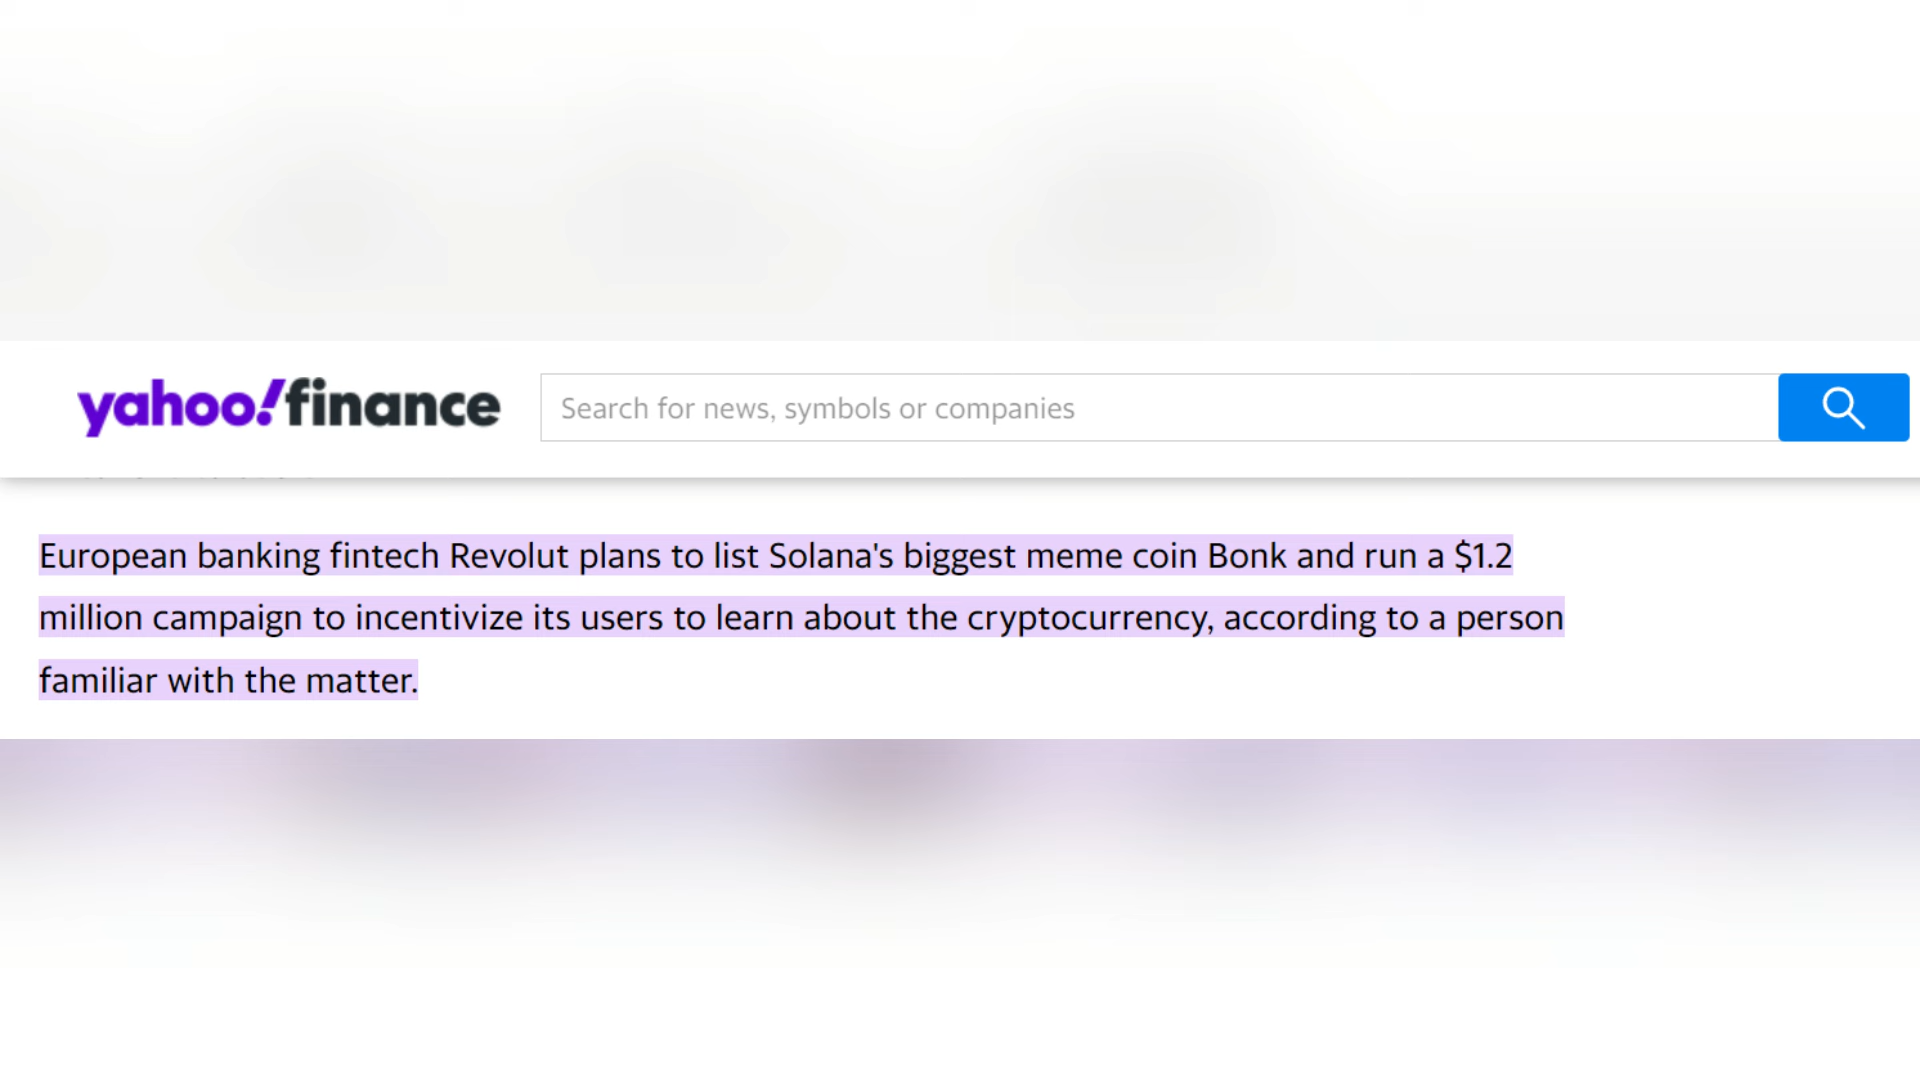 yahoo!finance
Search for news, symbols or companies
European banking fintech Revolut plans to list Solana's biggest meme coin Bonk and run a $1.2
million campaign to incentivize its users to learn about the cryptocurrency, according to a person
familiar with the matter.